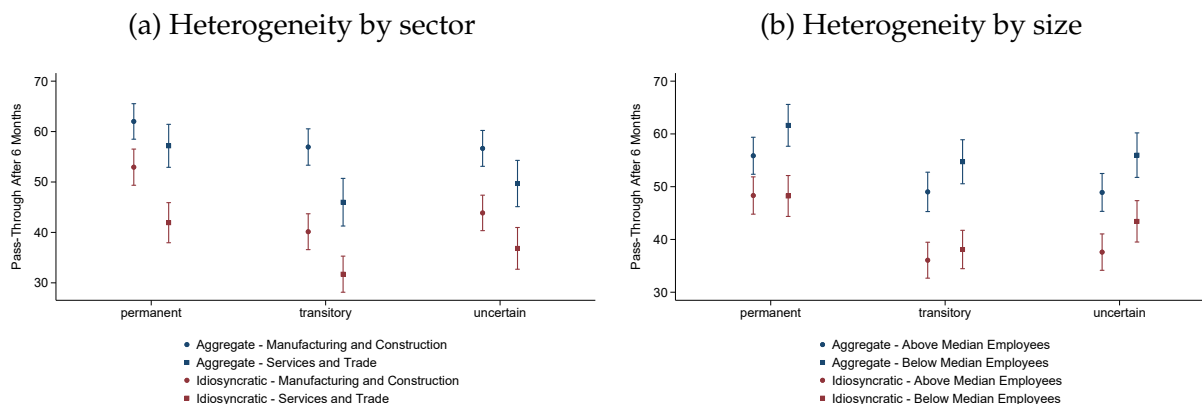 (a) Heterogeneity by sector
70
60
50
40
30
Pass-Through After 6 Months
permanent transitory uncertain
Aggregate - Manufacturing and Construction
Aggregate - Services and Trade
Idiosyncratic - Manufacturing and Construction
Idiosyncratic - Services and Trade
(b) Heterogeneity by size
70
60
50
40
30
Pass-Through After 6 Months
permanent transitory uncertain
Aggregate - Above Median Employees
Aggregate - Below Median Employees
Idiosyncratic - Above Median Employees
Idiosyncratic - Below Median Employees